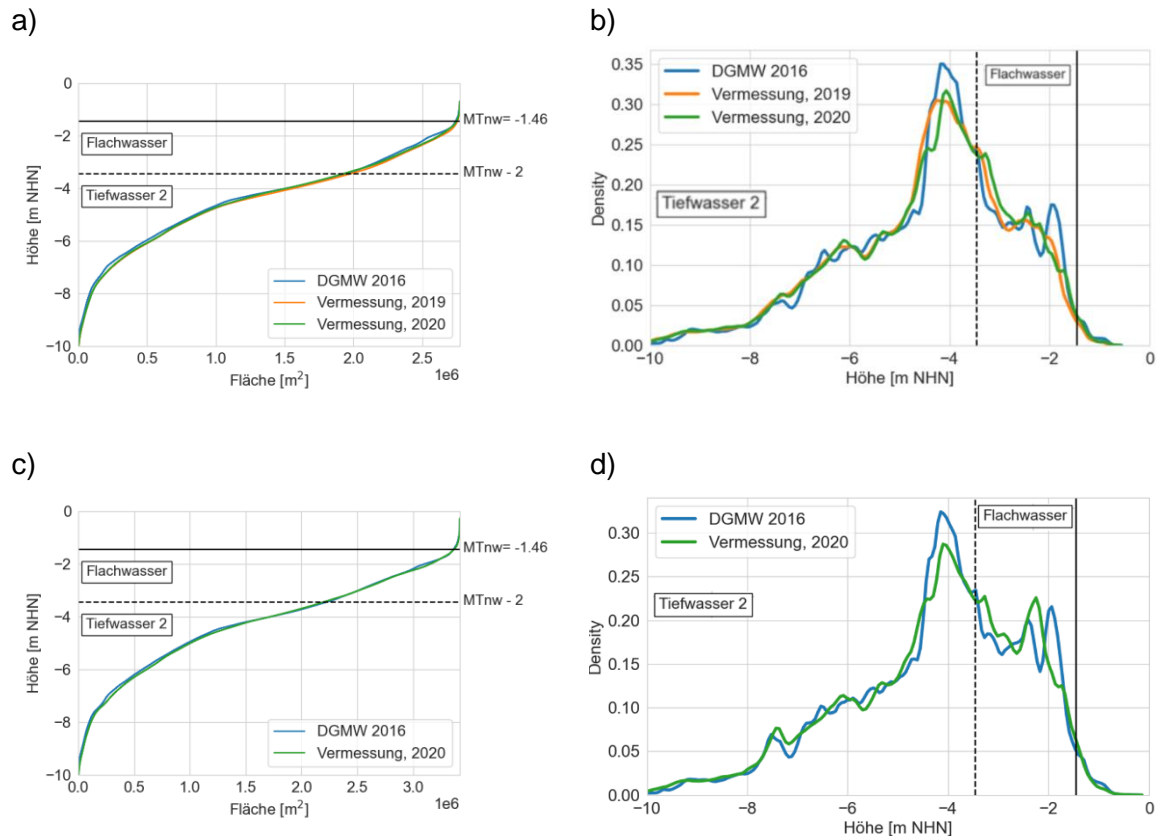 a)
0
−2
−4
−6
−8
−10
Höhe [m NHN]
MTnw= -1.46
Flachwasser
MTnw - 2
Tiefwasser 2
DGMW 2016
Vermessung, 2019
Vermessung, 2020
0.0 0.5 1.0 1.5 2.0 2.5
1e6
Fläche [m²]
b)
0.35
0.30
0.25
0.20
0.15
0.10
0.05
0.00
Density
DGMW 2016
Vermessung, 2019
Vermessung, 2020
Flachwasser
Tiefwasser 2
−10 −8 −6 −4 −2 0
Höhe [m NHN]
c)
0
−2
−4
−6
−8
−10
Höhe [m NHN]
MTnw= -1.46
Flachwasser
MTnw - 2
Tiefwasser 2
DGMW 2016
Vermessung, 2020
0.0 0.5 1.0 1.5 2.0 2.5 3.0
1e6
Fläche [m²]
d)
0.30
0.25
0.20
0.15
0.10
0.05
0.00
Density
DGMW 2016
Vermessung, 2020
Flachwasser
Tiefwasser 2
−10 −8 −6 −4 −2 0
Höhe [m NHN]